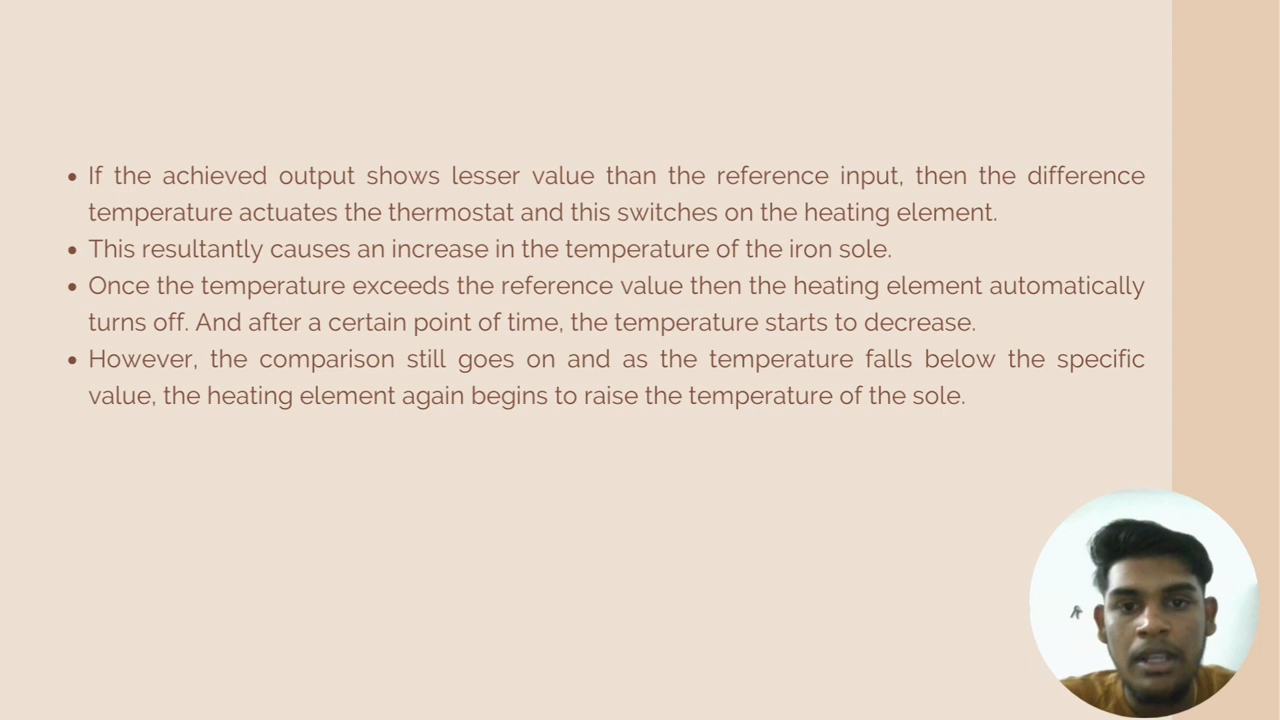 • If the achieved output shows lesser value than the reference input, then the difference
temperature actuates the thermostat and this switches on the heating element.
• This resultantly causes an increase in the temperature of the iron sole.
• Once the temperature exceeds the reference value then the heating element automatically
turns off. And after a certain point of time, the temperature starts to decrease.
• However, the comparison still goes on and as the temperature falls below the specific
value, the heating element again begins to raise the temperature of the sole.